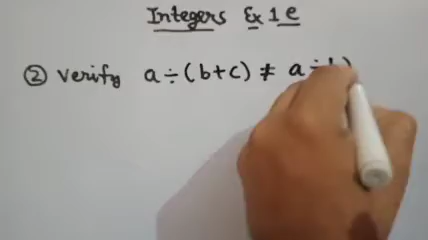 Integers Ex 1 e
② Verify a ÷ (b + c) ≠ a ÷